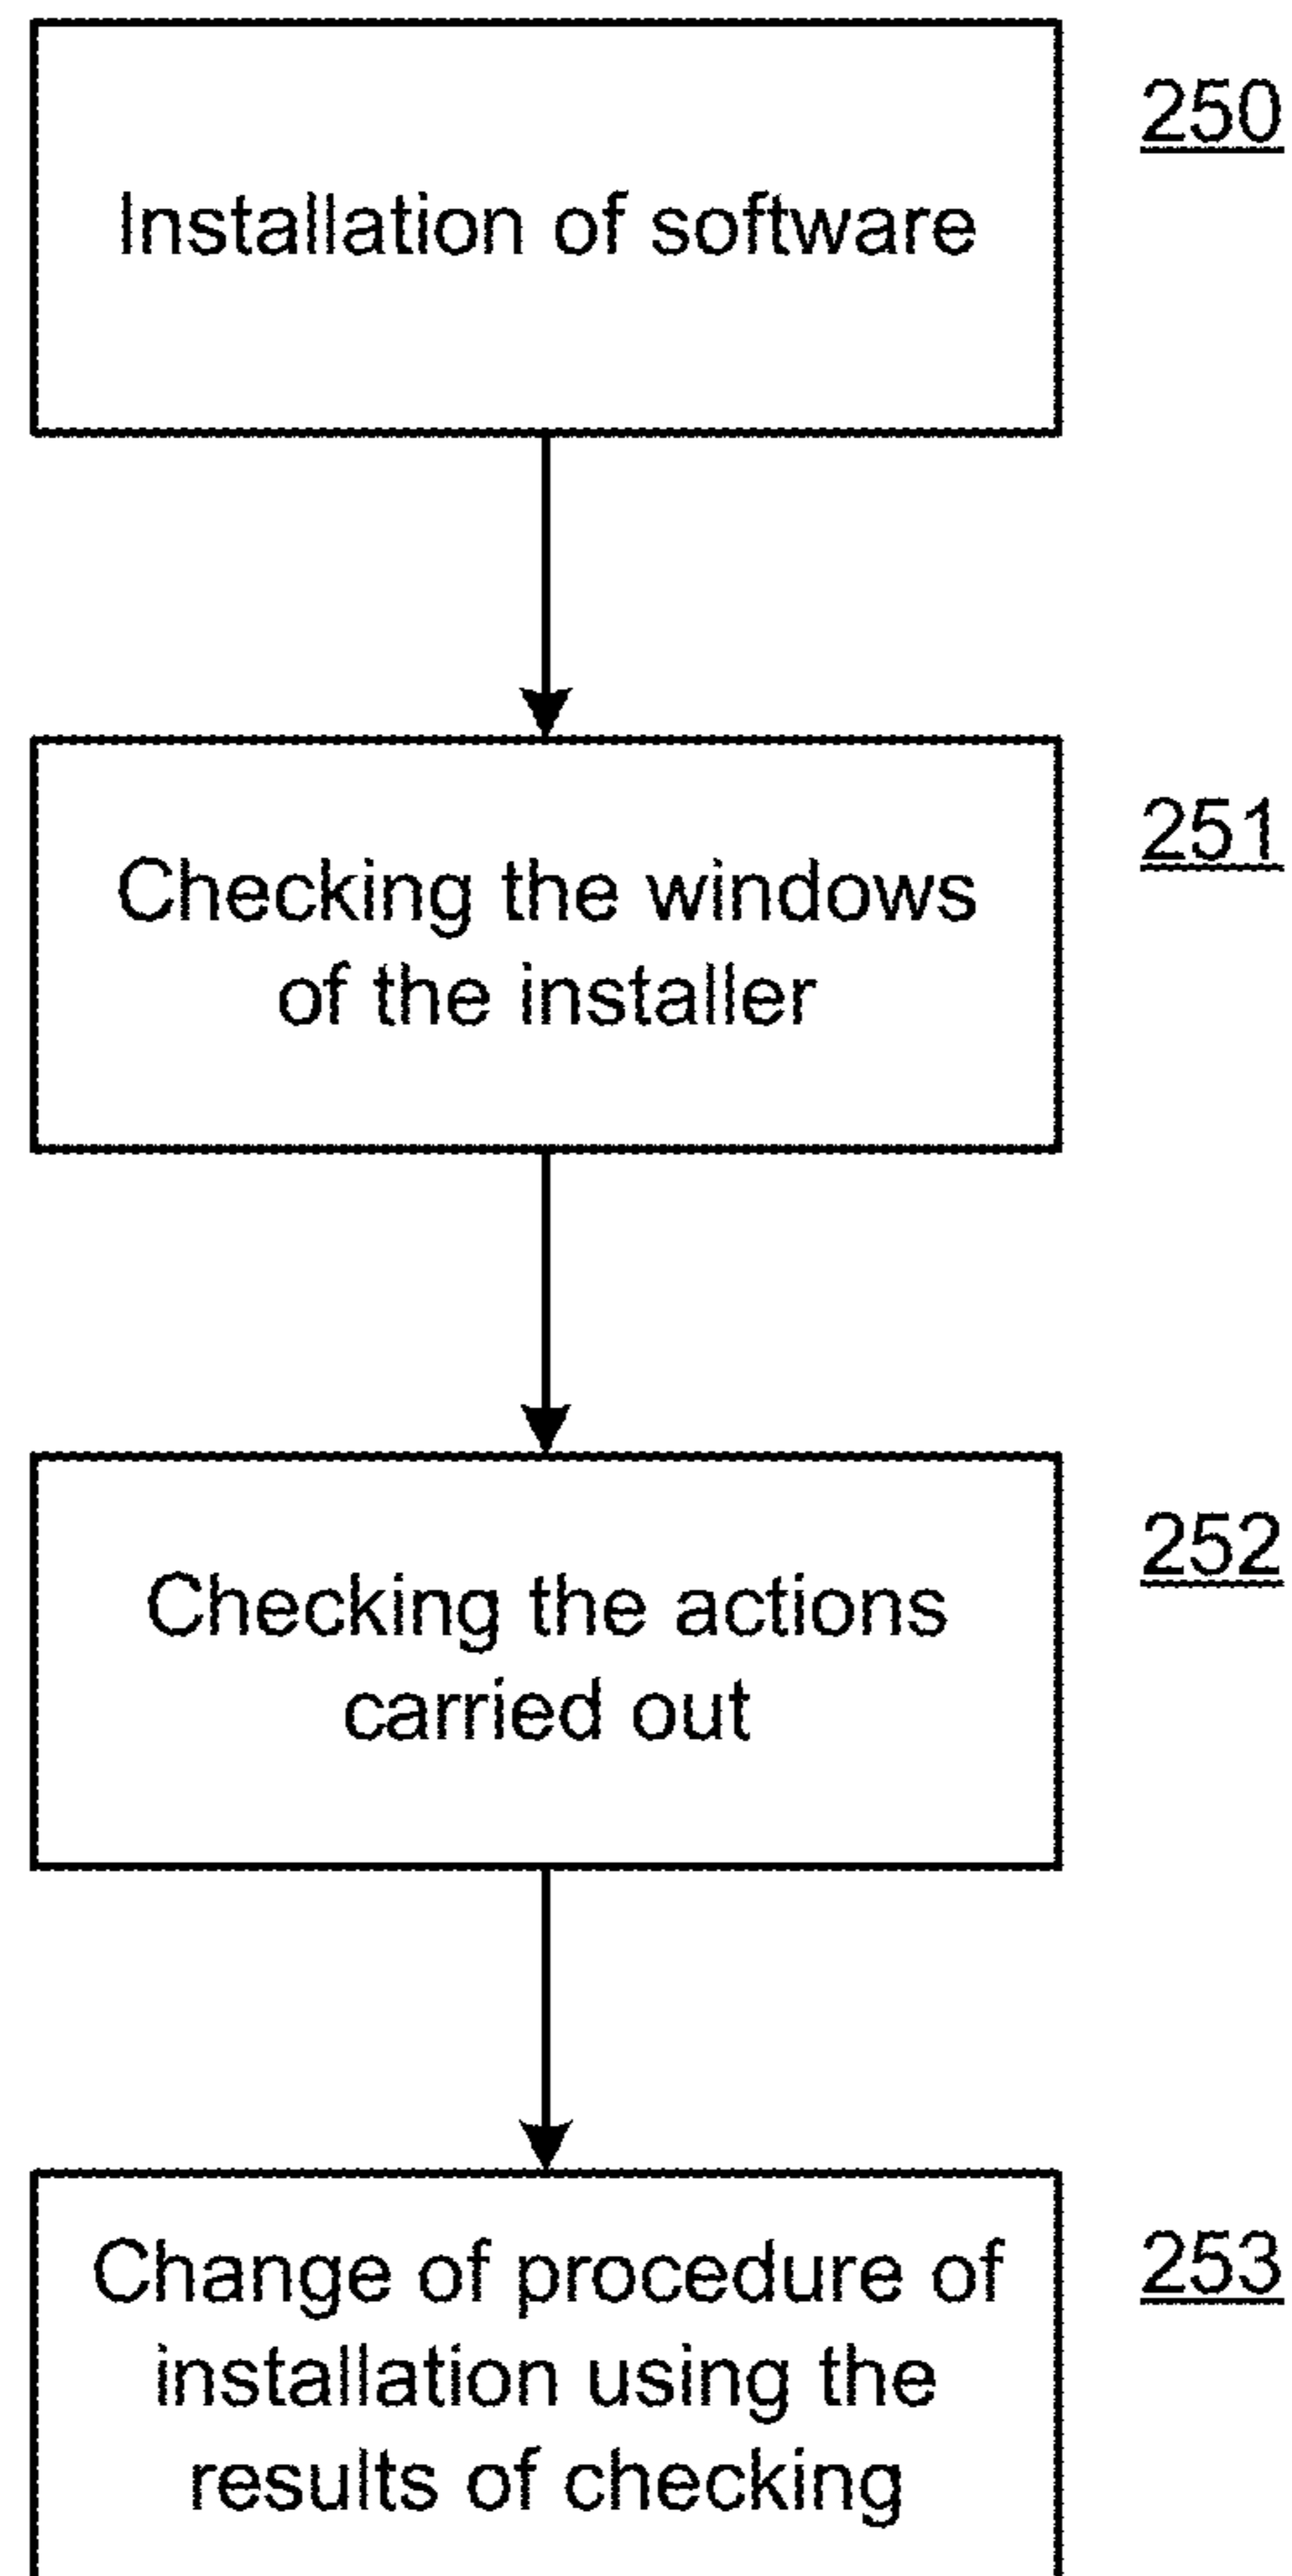 250
Installation of software
251
Checking the windows
of the installer
252
Checking the actions
carried out
253
Change of procedure of
installation using the
results of checking